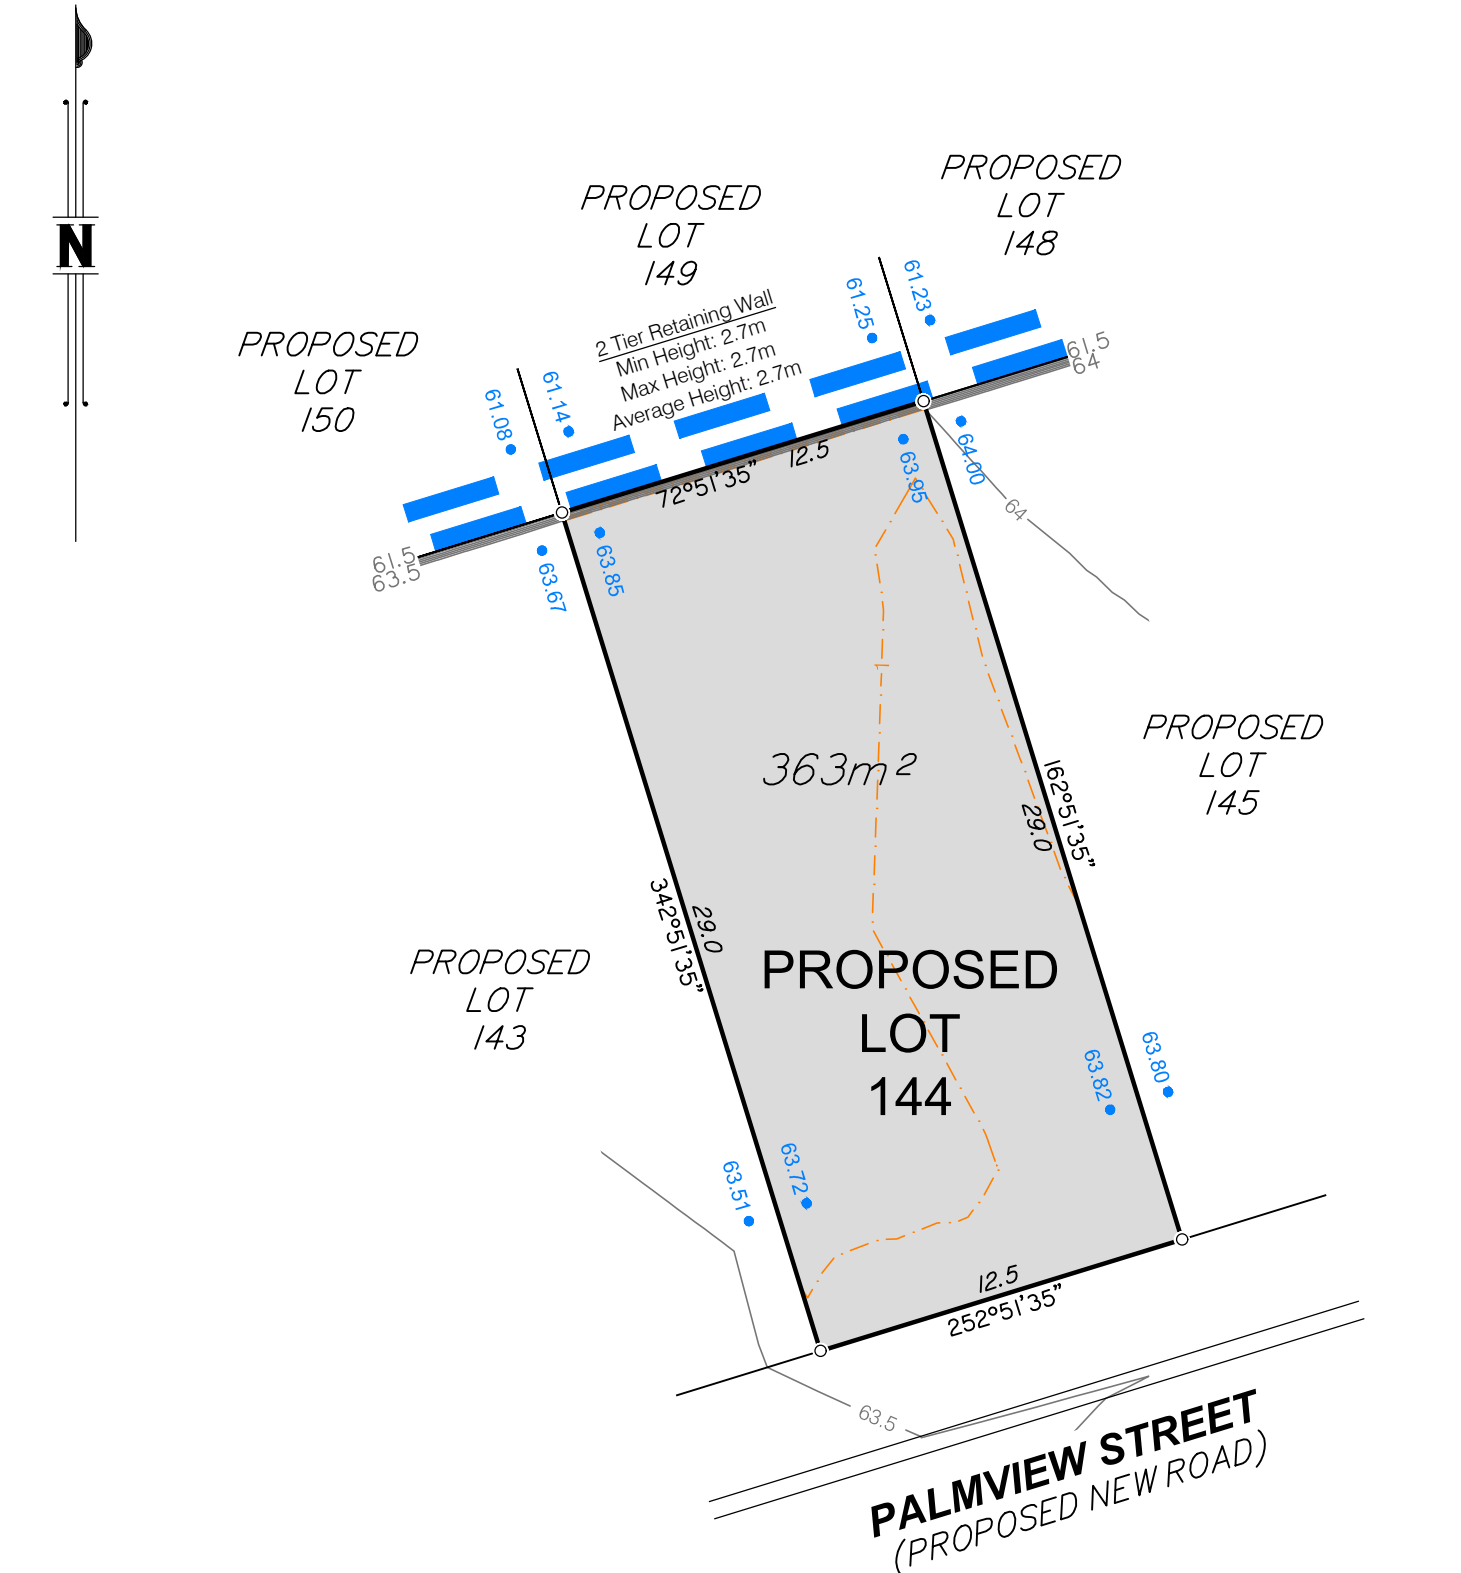 N
PROPOSED
LOT
148
PROPOSED
LOT
149
61.23
61.25
2 Tier Retaining Wall
Min Height: 2.7m
Max Height: 2.7m
Average Height: 2.7m
PROPOSED
LOT
150
61.14
61.08
61.5
64
12.5
72°51'35"
63.95
64.00
64
61.5
63.5
63.85
63.67
363m²
PROPOSED
LOT
145
162°51'35"
29.0
342°51'35"
29.0
PROPOSED
LOT
143
PROPOSED
LOT
144
63.80
63.82
63.72
63.51
12.5
252°51'35"
63.5
PALMVIEW STREET
(PROPOSED NEW ROAD)